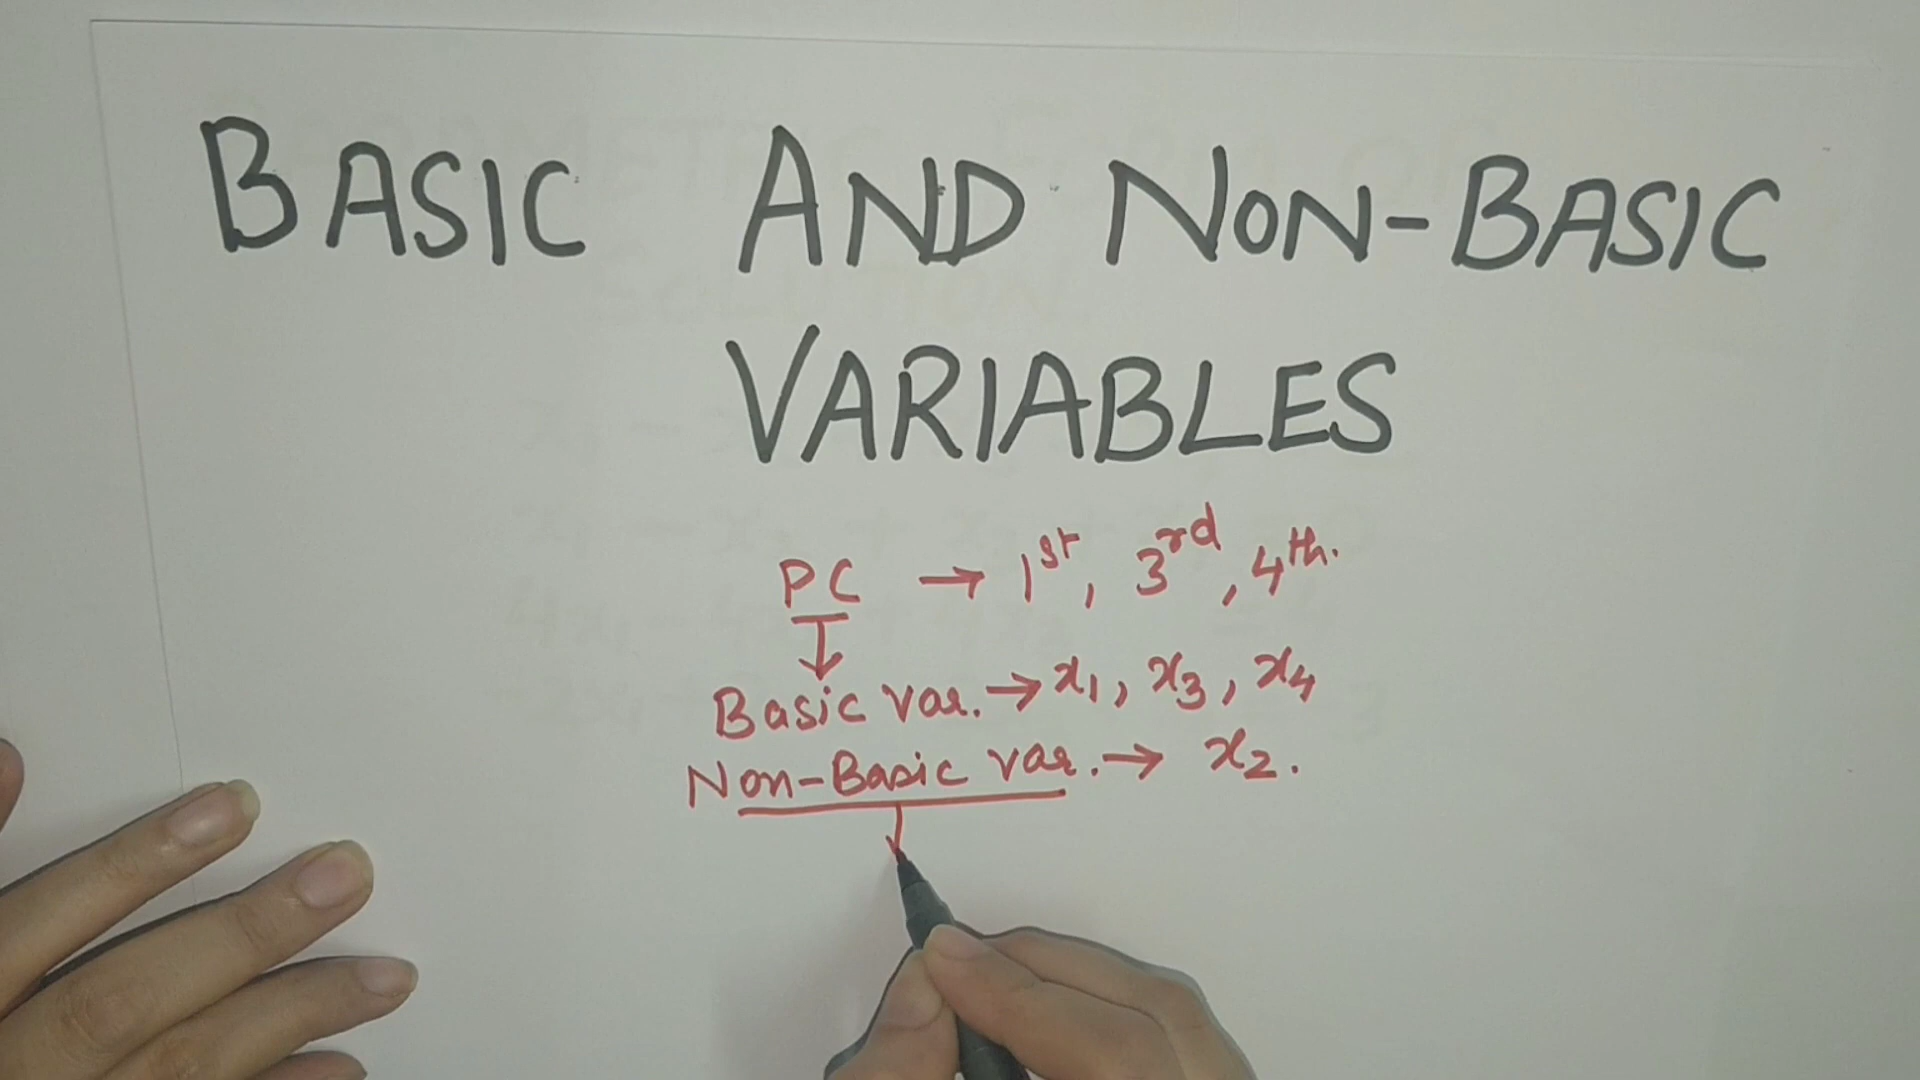 BASIC AND NON-BASIC
VARIABLES
PC → 1st, 3rd, 4th.
Basic var. → x1, x3, x4
Non-Basic var. → x2.